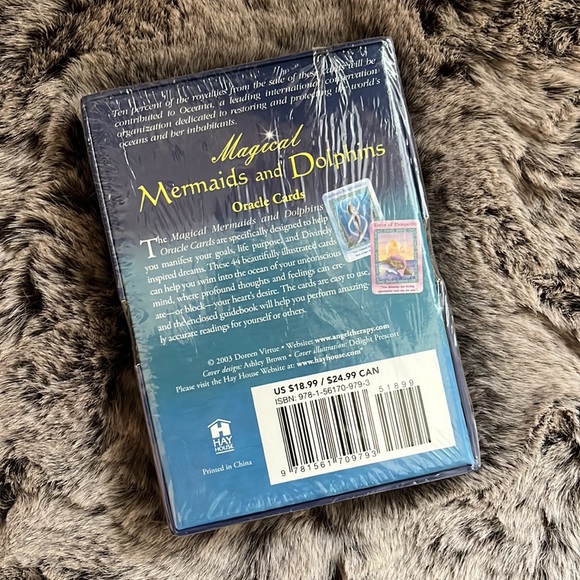 Ten percent of the royalties from the sale of these cards will be
contributed to Oceana, a leading international conservation
organization dedicated to restoring and protecting the world's
oceans and her inhabitants.
Magical
Mermaids and Dolphins
Oracle Cards
The Magical Mermaids and Dolphins
Oracle Cards are specifically designed to help
you manifest your goals, life purpose, and Divinely
inspired dreams. These 44 beautifully illustrated cards
can help you swim into the ocean of your unconscious
mind, where profound thoughts and feelings can cre-
ate—or block—your heart's desire. The cards are easy to use,
and the enclosed guidebook will help you perform amazing-
ly accurate readings for yourself or others.
© 2003 Doreen Virtue • Website: www.angeltherapy.com
Cover design: Ashley Brown • Cover illustration: Dilight Prescott
Please visit the Hay House Website at: www.hayhouse.com®
US $18.99 / $24.99 CAN
ISBN: 978-1-56170-979-3
51899
9 781561 709793
HAY
HOUSE
Printed in China